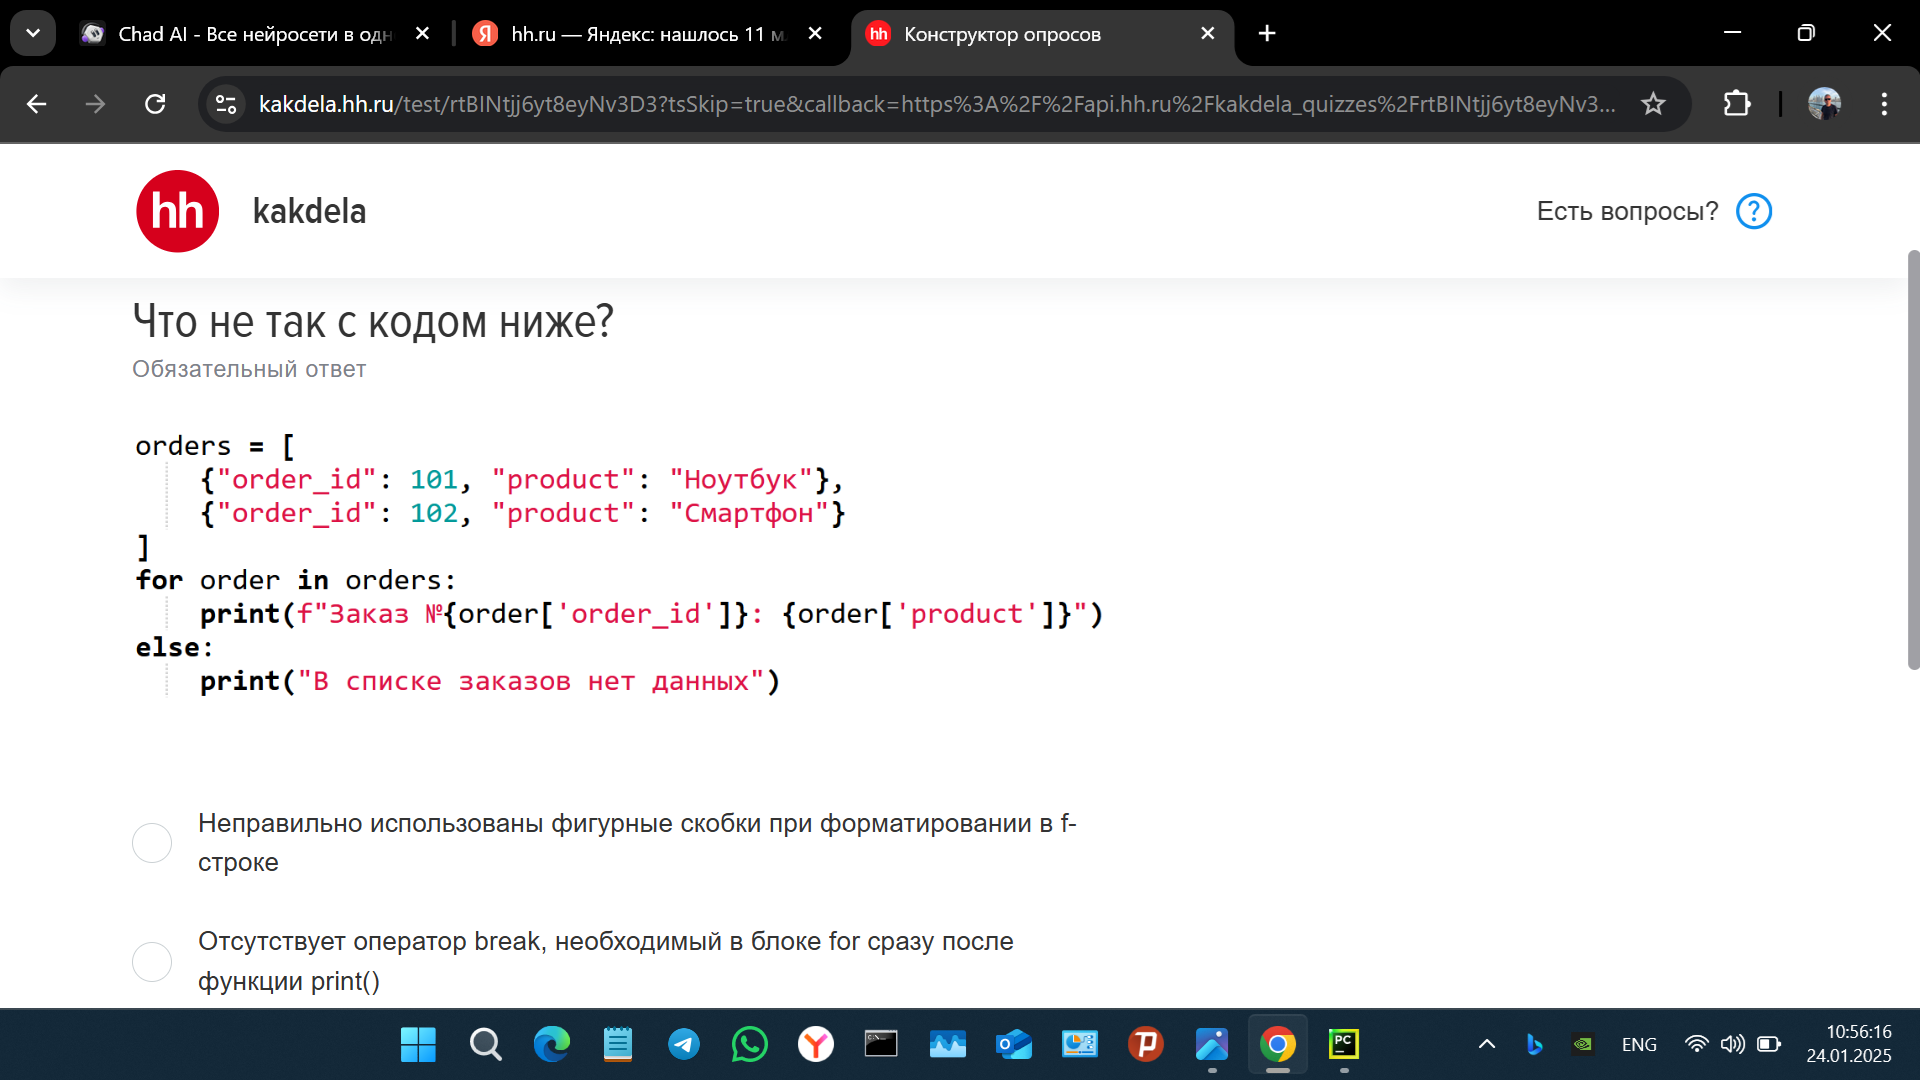 Chad AI - Все нейросети в одн
hh.ru — Яндекс: нашлось 11 м
hh
Конструктор опросов
kakdela.hh.ru/test/rtBINtjj6yt8eyNv3D3?tsSkip=true&callback=https%3A%2F%2Fapi.hh.ru%2Fkakdela_quizzes%2FrtBINtjj6yt8eyNv3...
hh
kakdela
Есть вопросы?
?
Что не так с кодом ниже?
Обязательный ответ
orders = [
    {"order_id": 101, "product": "Ноутбук"},
    {"order_id": 102, "product": "Смартфон"}
]
for order in orders:
    print(f"Заказ №{order['order_id']}: {order['product']}")
else:
    print("В списке заказов нет данных")
Неправильно использованы фигурные скобки при форматировании в f-
строке
Отсутствует оператор break, необходимый в блоке for сразу после
функции print()
PC
ENG
10:56:16
24.01.2025